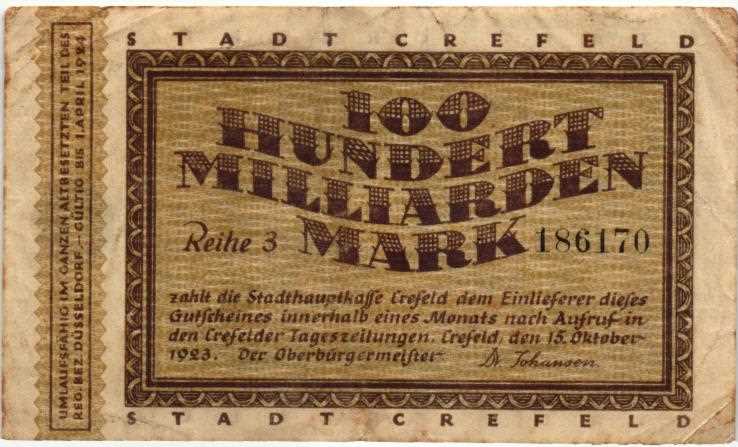 STADT CREFELD
100
HUNDERT
MILLIARDEN
MARK
Reihe 3
186170
zahlt die Stadthauptkasse Crefeld dem Einlieferer dieses
Gutscheines innerhalb eines Monats nach Aufruf in
den Crefelder Tageszeitungen. Crefeld, den 15. Oktober
1923. Der Oberbürgermeister Dr Johansen.
STADT CREFELD
UMLAUFSFÄHIG IM GANZEN ALTBESETZTEN TEIL DES
REG. BEZ. DÜSSELDORF. – GÜLTIG BIS 1. APRIL 1924